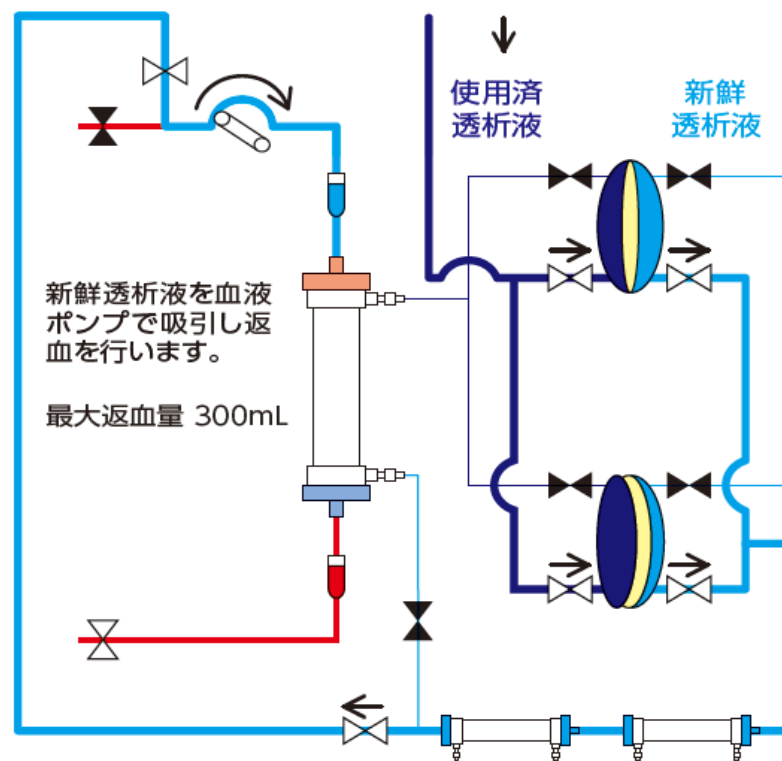 使用済
透析液
新鮮
透析液
新鮮透析液を血液
ポンプで吸引し返
血を行います。
最大返血量 300mL